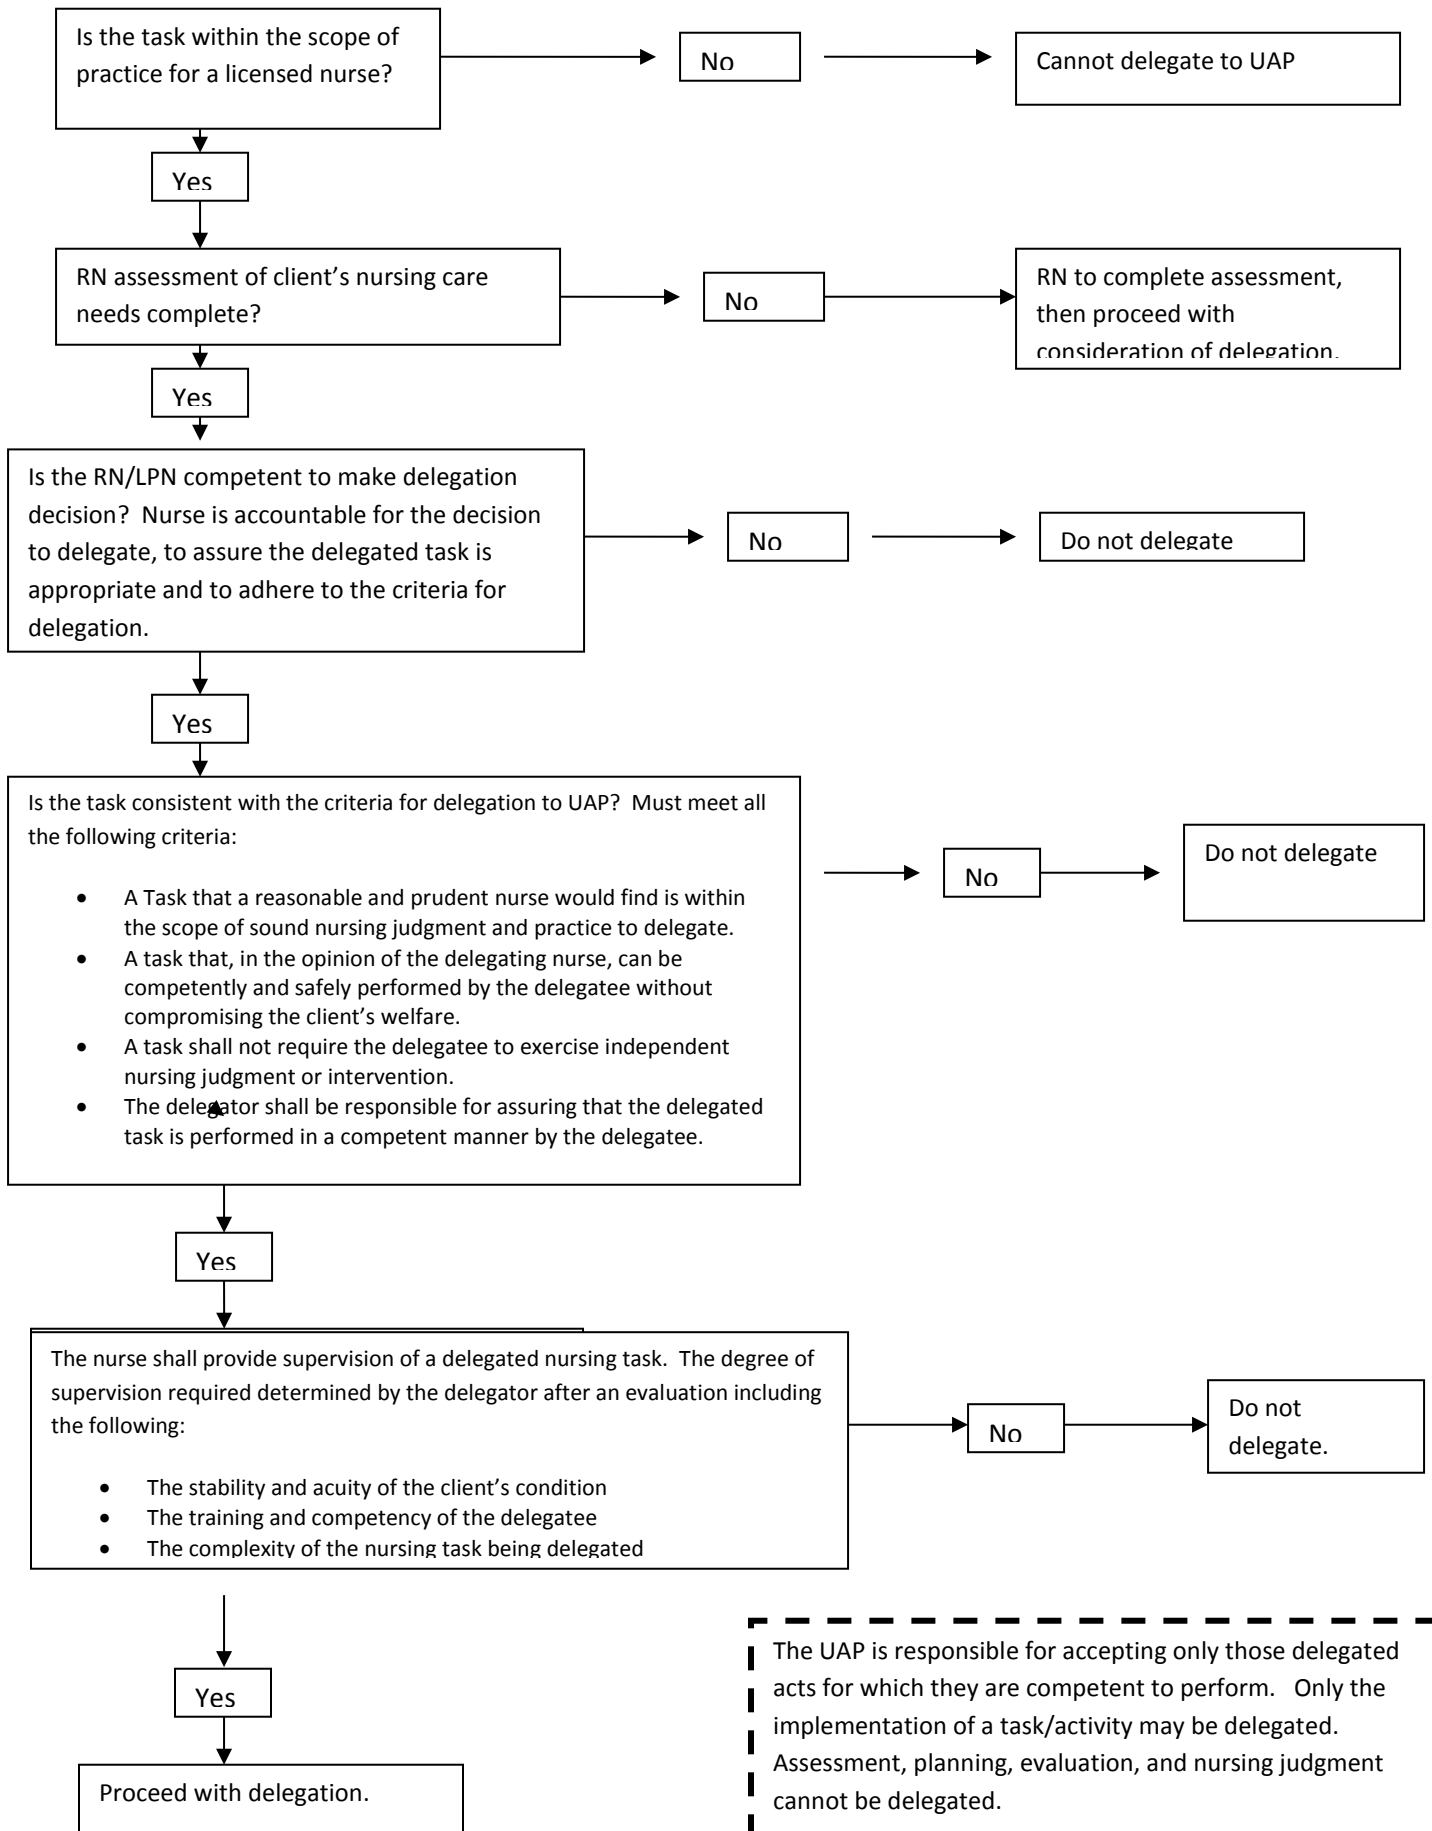 Is the task within the scope of
practice for a licensed nurse?
No
Cannot delegate to UAP
Yes
RN assessment of client's nursing care
needs complete?
No
RN to complete assessment,
then proceed with
consideration of delegation.
Yes
Is the RN/LPN competent to make delegation
decision?  Nurse is accountable for the decision
to delegate, to assure the delegated task is
appropriate and to adhere to the criteria for
delegation.
No
Do not delegate
Yes
Is the task consistent with the criteria for delegation to UAP?  Must meet all
the following criteria:
• A Task that a reasonable and prudent nurse would find is within
the scope of sound nursing judgment and practice to delegate.
• A task that, in the opinion of the delegating nurse, can be
competently and safely performed by the delegatee without
compromising the client's welfare.
• A task shall not require the delegatee to exercise independent
nursing judgment or intervention.
• The delegator shall be responsible for assuring that the delegated
task is performed in a competent manner by the delegatee.
No
Do not delegate
Yes
The nurse shall provide supervision of a delegated nursing task.  The degree of
supervision required determined by the delegator after an evaluation including
the following:
• The stability and acuity of the client's condition
• The training and competency of the delegatee
• The complexity of the nursing task being delegated
No
Do not
delegate.
Yes
Proceed with delegation.
The UAP is responsible for accepting only those delegated
acts for which they are competent to perform.   Only the
implementation of a task/activity may be delegated.
Assessment, planning, evaluation, and nursing judgment
cannot be delegated.